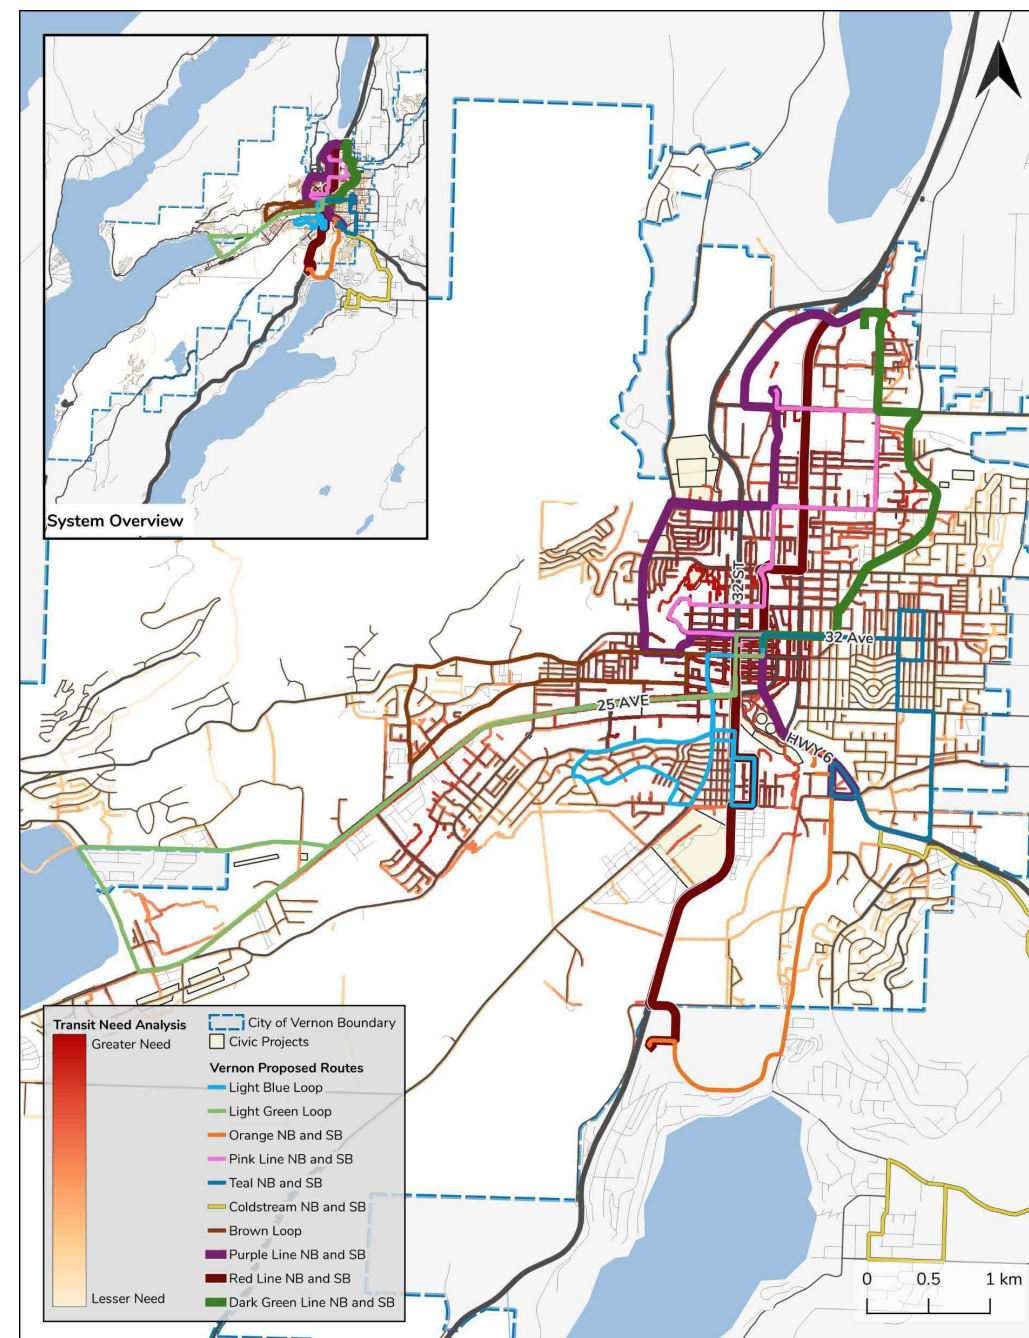 System Overview
32 ST
32 Ave
25 AVE
HWY 6
Transit Need Analysis
Greater Need
Lesser Need
City of Vernon Boundary
Civic Projects
Vernon Proposed Routes
Light Blue Loop
Light Green Loop
Orange NB and SB
Pink Line NB and SB
Teal NB and SB
Coldstream NB and SB
Brown Loop
Purple Line NB and SB
Red Line NB and SB
Dark Green Line NB and SB
0 0.5 1 km